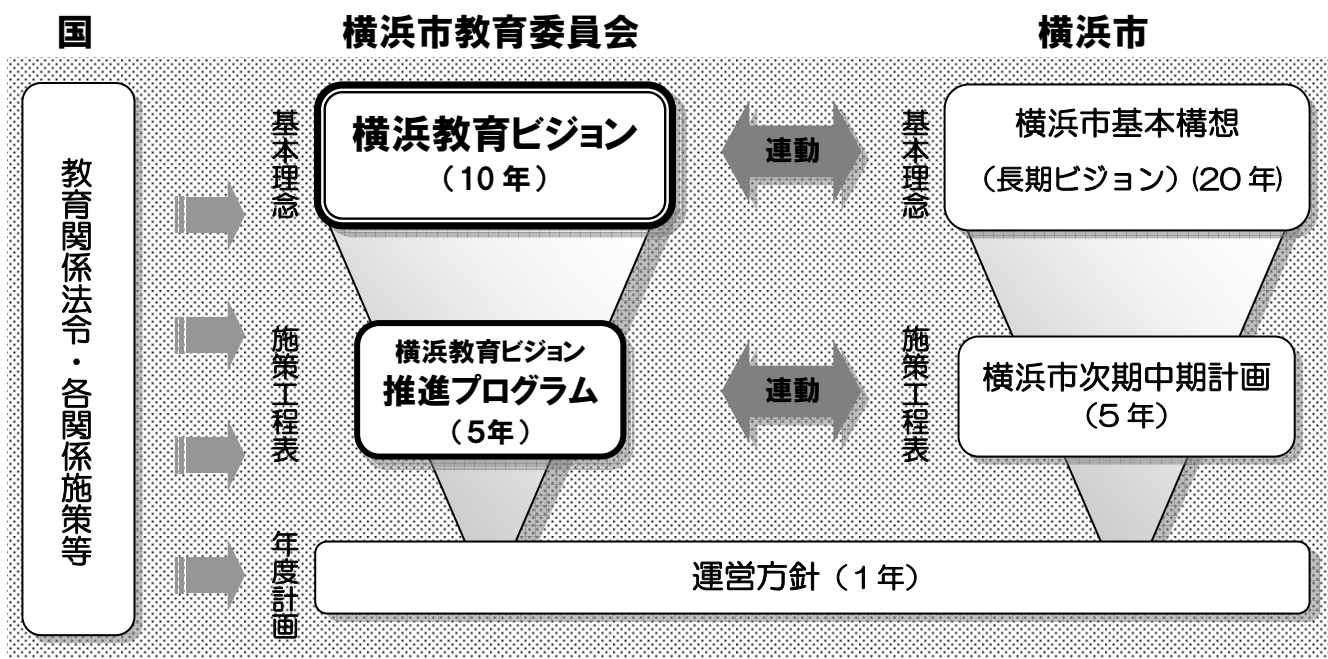 国
横浜市教育委員会
横浜市
教育関係法令・各関係施策等
基本理念
横浜教育ビジョン
（10 年）
連動
基本理念
横浜市基本構想
（長期ビジョン）(20 年)
施策工程表
横浜教育ビジョン
推進プログラム
（5年）
連動
施策工程表
横浜市次期中期計画
（5 年）
年度計画
運営方針（１年）